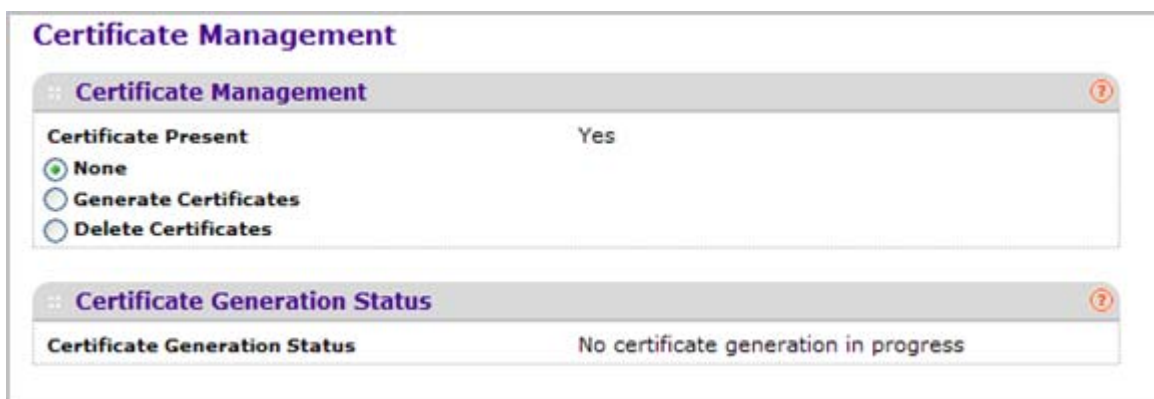 Certificate Management
Certificate Management
?
Certificate Present Yes
None
Generate Certificates
Delete Certificates
Certificate Generation Status
?
Certificate Generation Status No certificate generation in progress